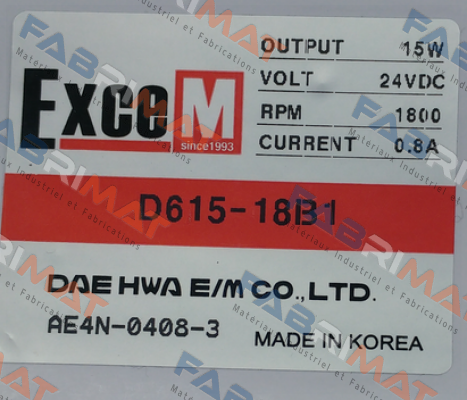 OUTPUT 15W
VOLT 24VDC
ExceM
since1993
RPM 1800
CURRENT 0.8A
D615-18B1
DAE HWA E/M CO.,LTD.
AE4N-0408-3
MADE IN KOREA
FABRIMAT
Matériaux Industriel et Fabrications